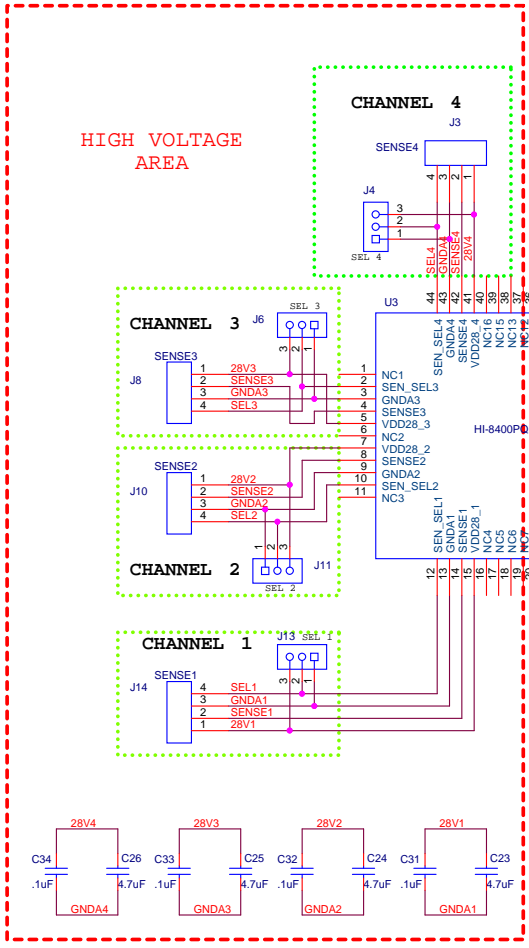 CHANNEL 4
J3
HIGH VOLTAGE
AREA
SENSE4
J4
4
3
2
1
3
2
1
SEL 4
SEL4
GNDA4
SENSE4
28V4
44
43
42
41
40
39
38
37
U3
SEN_SEL4
GNDA4
SENSE4
VDD28_4
NC16
NC15
NC13
NC12
SEL 3
CHANNEL 3
J6
3
2
1
SENSE3
J8
1 28V3
2 SENSE3
3 GNDA3
4 SEL3
1 NC1
2 SEN_SEL3
3 GNDA3
4 SENSE3
5 VDD28_3
6 NC2
7 VDD28_2
8 SENSE2
9 GNDA2
10 SEN_SEL2
11 NC3
HI-8400PQ
SENSE2
J10
1 28V2
2 SENSE2
3 GNDA2
4 SEL2
1
2
3
J11
CHANNEL 2
SEL 2
SEN_SEL1
GNDA1
SENSE1
VDD28_1
NC4
NC5
NC6
NC7
12
13
14
15
16
17
18
19
CHANNEL 1
J13 SEL 1
3
2
1
SENSE1
J14
4 SEL1
3 GNDA1
2 SENSE1
1 28V1
28V4
C34
C26
.1uF
4.7uF
GNDA4
28V3
C33
C25
.1uF
4.7uF
GNDA3
28V2
C32
C24
.1uF
4.7uF
GNDA2
28V1
C31
C23
.1uF
4.7uF
GNDA1